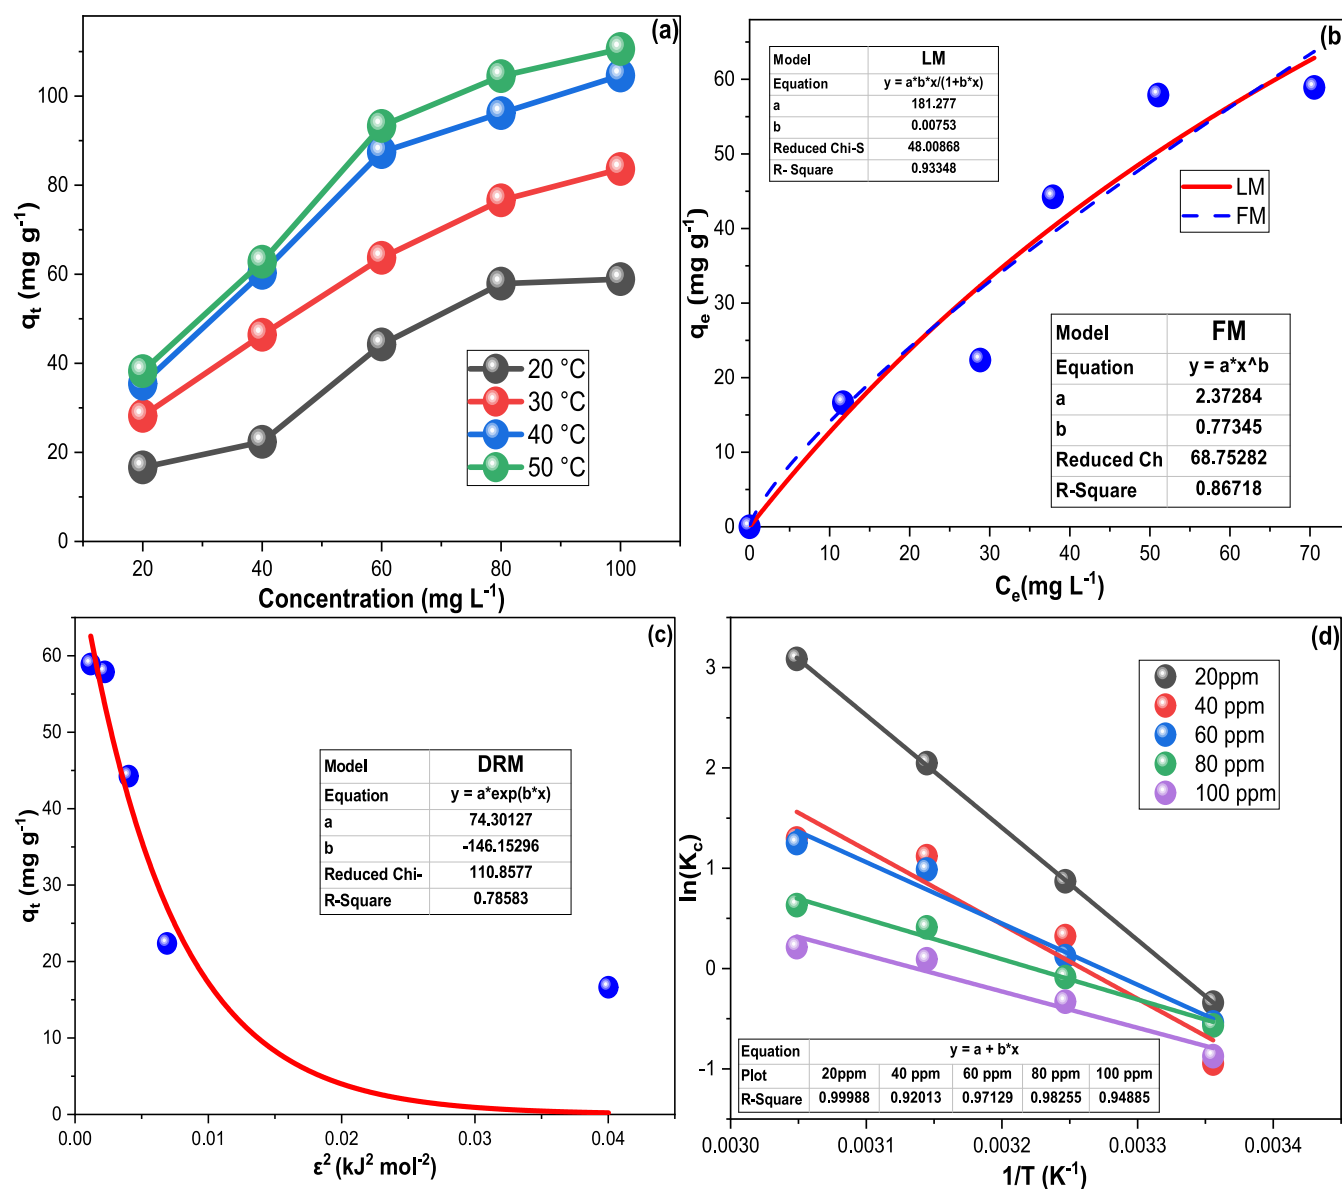 (a)
q_t (mg g^-1)
100
80
60
40
20
0
20 °C
30 °C
40 °C
50 °C
20 40 60 80 100
Concentration (mg L^-1)
(b
q_e (mg g^-1)
60
50
40
30
20
10
0
Model LM
Equation y = a*b*x/(1+b*x)
a 181.277
b 0.00753
Reduced Chi-S 48.00868
R- Square 0.93348
LM
FM
Model FM
Equation y = a*x^b
a 2.37284
b 0.77345
Reduced Ch 68.75282
R-Square 0.86718
0 10 20 30 40 50 60 70
C_e(mg L^-1)
(c)
q_t (mg g^-1)
60
50
40
30
20
10
0
Model DRM
Equation y = a*exp(b*x)
a 74.30127
b -146.15296
Reduced Chi- 110.8577
R-Square 0.78583
0.00 0.01 0.02 0.03 0.04
ε^2 (kJ^2 mol^-2)
(d)
ln(K_c)
3
2
1
0
-1
20ppm
40 ppm
60 ppm
80 ppm
100 ppm
Equation y = a + b*x
Plot 20ppm 40 ppm 60 ppm 80 ppm 100 ppm
R-Square 0.99988 0.92013 0.97129 0.98255 0.94885
0.0030 0.0031 0.0032 0.0033 0.0034
1/T (K^-1)